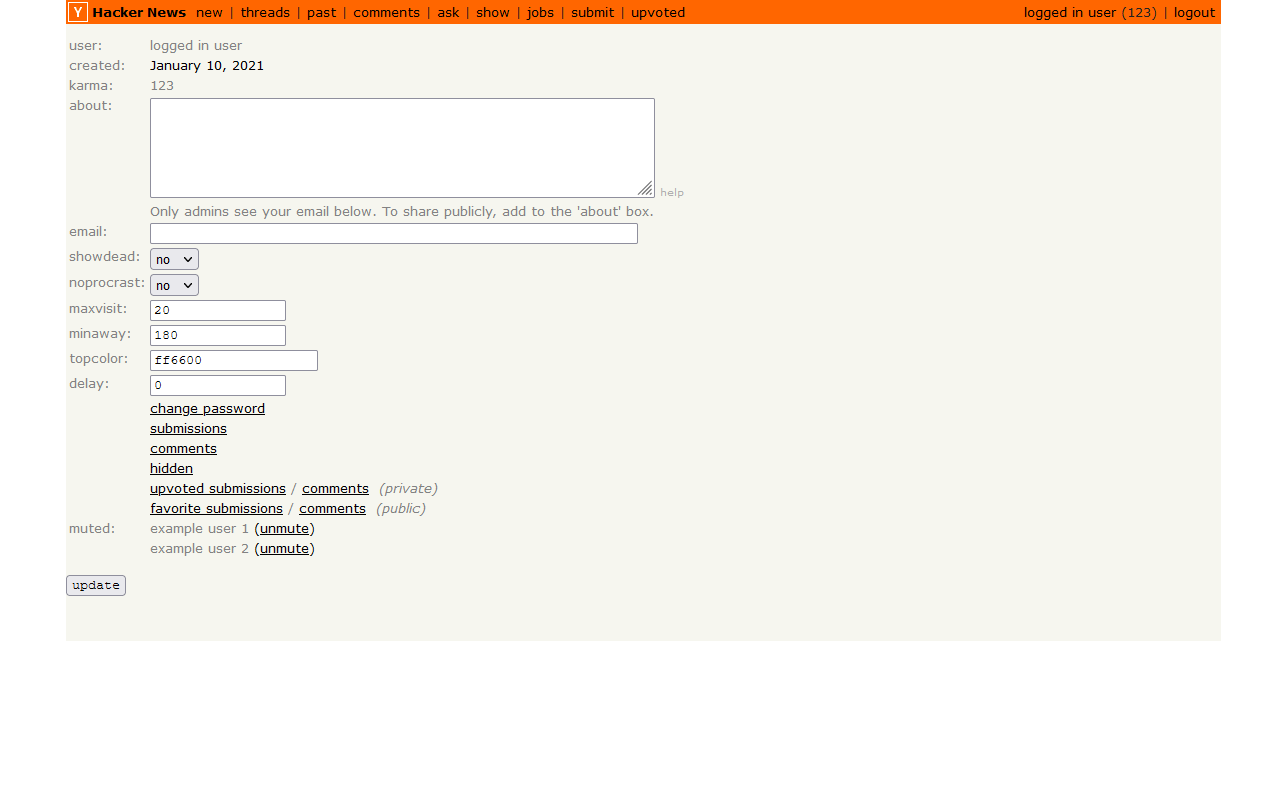 Y Hacker News new | threads | past | comments | ask | show | jobs | submit | upvoted logged in user (123) | logout
user: logged in user
created: January 10, 2021
karma: 123
about:
help
Only admins see your email below. To share publicly, add to the 'about' box.
email:
showdead: no
noprocrast: no
maxvisit: 20
minaway: 180
topcolor: ff6600
delay: 0
change password
submissions
comments
hidden
upvoted submissions / comments (private)
favorite submissions / comments (public)
muted: example user 1 (unmute)
example user 2 (unmute)
update